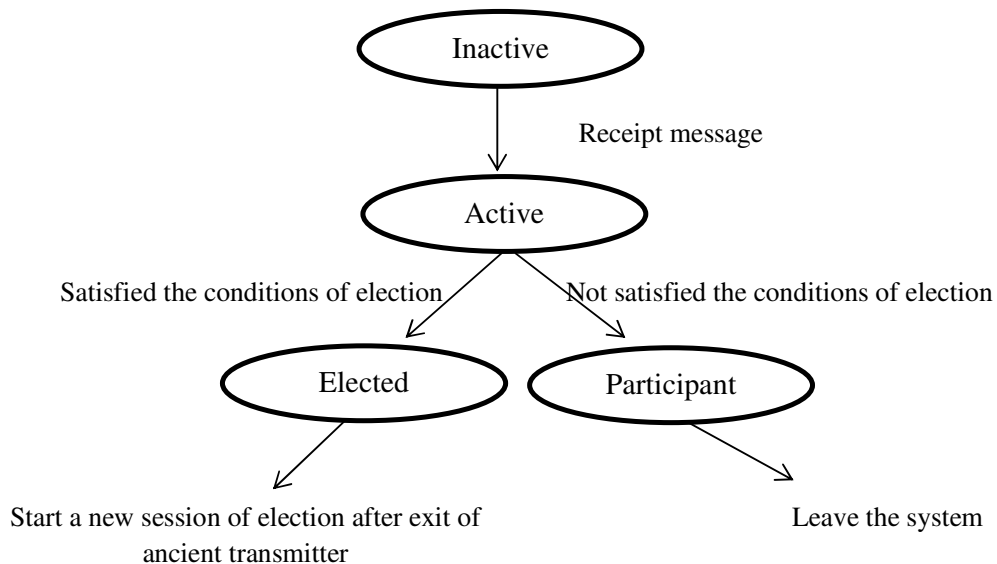 Inactive
Receipt message
Active
Satisfied the conditions of election
Not satisfied the conditions of election
Elected
Participant
Start a new session of election after exit of
ancient transmitter
Leave the system